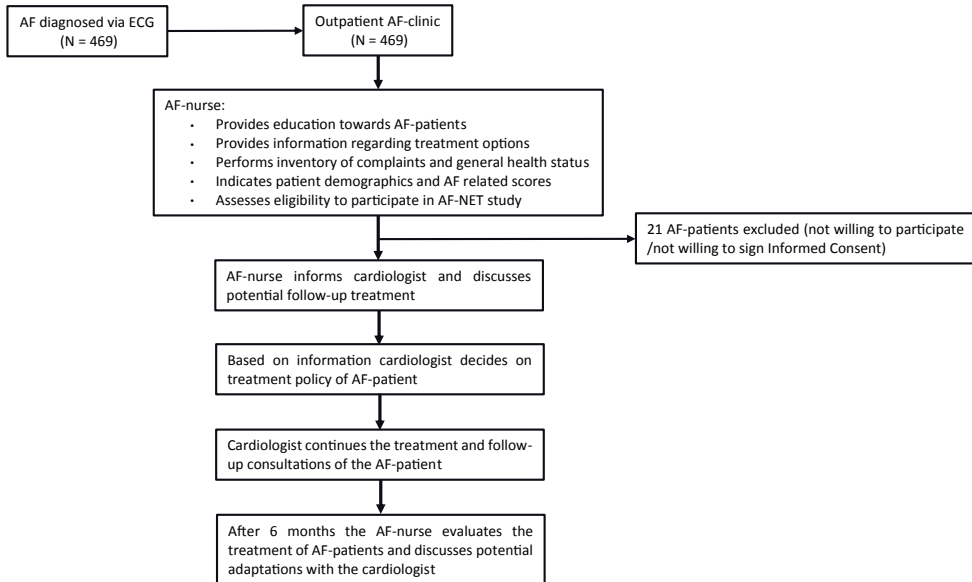 AF diagnosed via ECG
(N = 469)
Outpatient AF-clinic
(N = 469)
AF-nurse:
· Provides education towards AF-patients
· Provides information regarding treatment options
· Performs inventory of complaints and general health status
· Indicates patient demographics and AF related scores
· Assesses eligibility to participate in AF-NET study
21 AF-patients excluded (not willing to participate
/not willing to sign Informed Consent)
AF-nurse informs cardiologist and discusses
potential follow-up treatment
Based on information cardiologist decides on
treatment policy of AF-patient
Cardiologist continues the treatment and follow-
up consultations of the AF-patient
After 6 months the AF-nurse evaluates the
treatment of AF-patients and discusses potential
adaptations with the cardiologist